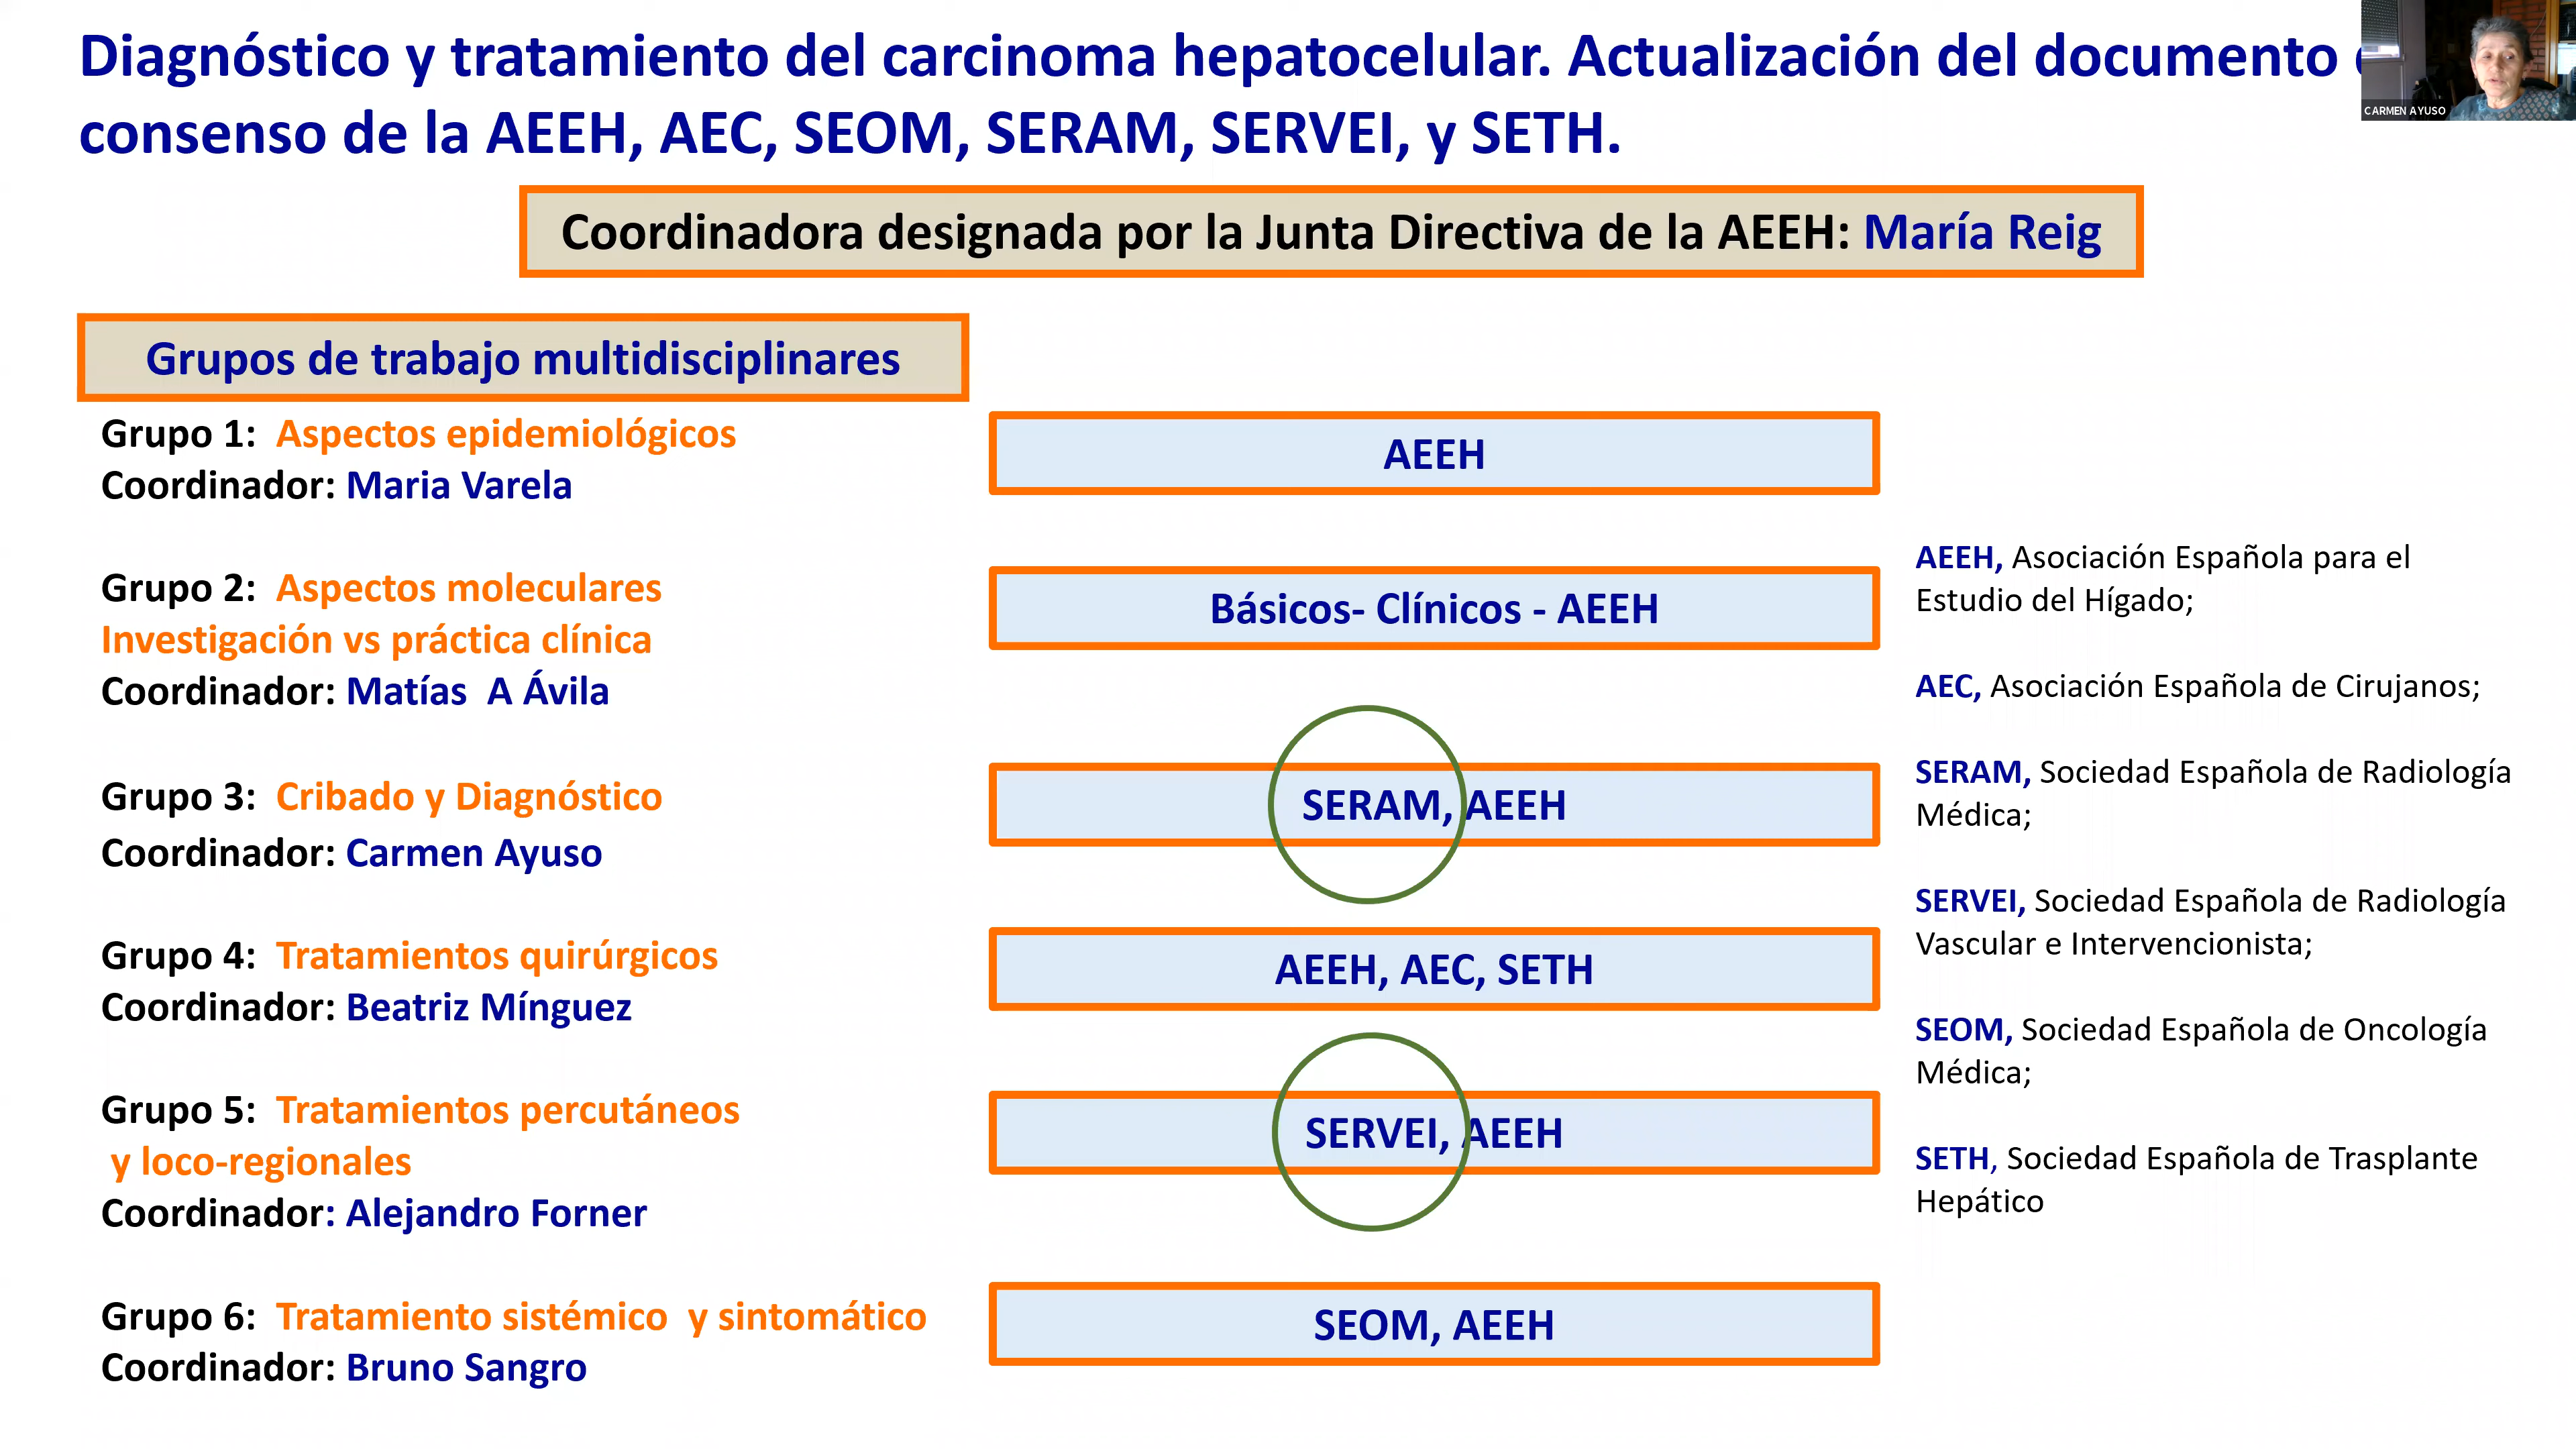 Diagnóstico y tratamiento del carcinoma hepatocelular. Actualización del documento
consenso de la AEEH, AEC, SEOM, SERAM, SERVEI, y SETH.
CARMEN AYUSO
Coordinadora designada por la Junta Directiva de la AEEH: María Reig
Grupos de trabajo multidisciplinares
Grupo 1: Aspectos epidemiológicos
Coordinador: Maria Varela
AEEH
Grupo 2: Aspectos moleculares
Investigación vs práctica clínica
Coordinador: Matías A Ávila
Básicos- Clínicos - AEEH
Grupo 3: Cribado y Diagnóstico
Coordinador: Carmen Ayuso
SERAM, AEEH
Grupo 4: Tratamientos quirúrgicos
Coordinador: Beatriz Mínguez
AEEH, AEC, SETH
Grupo 5: Tratamientos percutáneos
y loco-regionales
Coordinador: Alejandro Forner
SERVEI, AEEH
Grupo 6: Tratamiento sistémico y sintomático
Coordinador: Bruno Sangro
SEOM, AEEH
AEEH, Asociación Española para el
Estudio del Hígado;
AEC, Asociación Española de Cirujanos;
SERAM, Sociedad Española de Radiología
Médica;
SERVEI, Sociedad Española de Radiología
Vascular e Intervencionista;
SEOM, Sociedad Española de Oncología
Médica;
SETH, Sociedad Española de Trasplante
Hepático